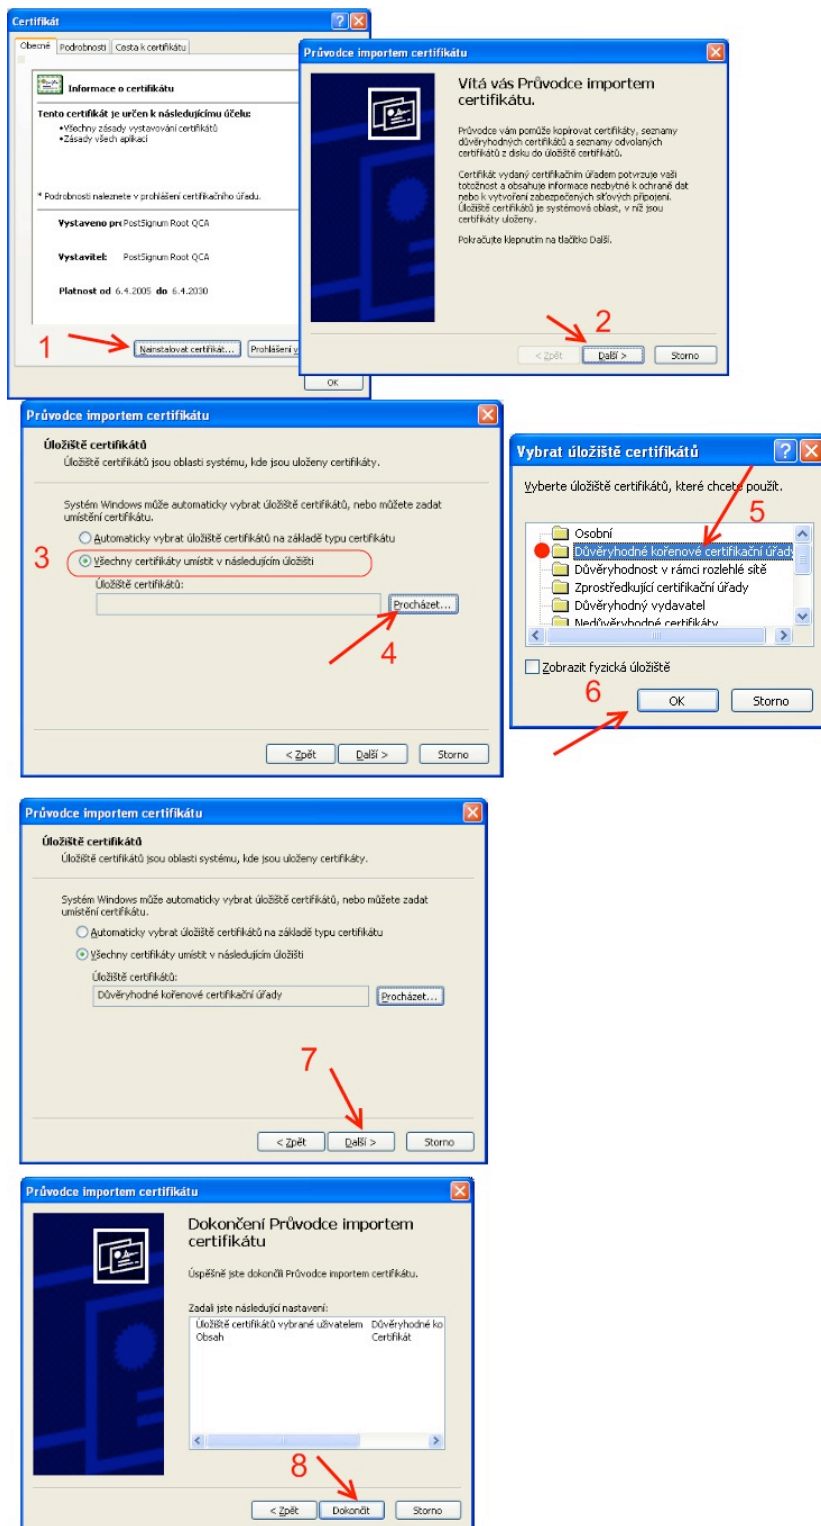 Certifikát
Obecné Podrobnosti Cesta k certifikátu
Informace o certifikátu
Tento certifikát je určen k následujícímu účelu:
•Všechny zásady vystavování certifikátů
•Zásady všech aplikací
* Podrobnosti naleznete v prohlášení certifikačního úřadu.
Vystaveno pro PostSignum Root QCA
Vystavitel: PostSignum Root QCA
Platnost od 6.4.2005 do 6.4.2030
1
Nainstalovat certifikát... Prohlášení v
OK
Průvodce importem certifikátu
Vítá vás Průvodce importem
certifikátu.
Průvodce vám pomůže kopírovat certifikáty, seznamy
důvěryhodných certifikátů a seznamy odvolaných
certifikátů z disku do úložiště certifikátů.
Certifikát vydaný certifikačním úřadem potvrzuje vaši
totožnost a obsahuje informace nezbytné k ochraně dat
nebo k vytvoření zabezpečených síťových připojení.
Úložiště certifikátů je systémová oblast, v níž jsou
certifikáty uloženy.
Pokračujte klepnutím na tlačítko Další.
2
< Zpět Další > Storno
Průvodce importem certifikátu
Úložiště certifikátů
Úložiště certifikátů jsou oblasti systému, kde jsou uloženy certifikáty.
Systém Windows může automaticky vybrat úložiště certifikátů, nebo můžete zadat
umístění certifikátu.
Automaticky vybrat úložiště certifikátů na základě typu certifikátu
3
Všechny certifikáty umístit v následujícím úložišti
Úložiště certifikátů:
Procházet...
4
< Zpět Další > Storno
Vybrat úložiště certifikátů
Vyberte úložiště certifikátů, které chcete použít.
5
Osobní
Důvěryhodné kořenové certifikační úřady
Důvěryhodnost v rámci rozlehlé sítě
Zprostředkující certifikační úřady
Důvěryhodný vydavatel
Nedůvěryhodné certifikáty
Zobrazit fyzická úložiště
6
OK Storno
Průvodce importem certifikátu
Úložiště certifikátů
Úložiště certifikátů jsou oblasti systému, kde jsou uloženy certifikáty.
Systém Windows může automaticky vybrat úložiště certifikátů, nebo můžete zadat
umístění certifikátu.
Automaticky vybrat úložiště certifikátů na základě typu certifikátu
Všechny certifikáty umístit v následujícím úložišti
Úložiště certifikátů:
Důvěryhodné kořenové certifikační úřady Procházet...
7
< Zpět Další > Storno
Průvodce importem certifikátu
Dokončení Průvodce importem
certifikátu
Úspěšně jste dokončili Průvodce importem certifikátu.
Zadali jste následující nastavení:
Úložiště certifikátů vybrané uživatelem Důvěryhodné ko
Obsah Certifikát
8
< Zpět Dokončit Storno